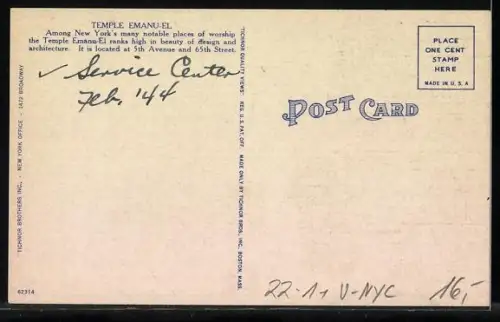 TEMPLE EMANU-EL
Among New York's many notable places of worship
the Temple Emanu-El ranks high in beauty of design and
architecture. It is located at 5th Avenue and 65th Street.
✓ Service Center
Feb. '44
TICHNOR BROTHERS INC., - NEW YORK OFFICE - 1472 BROADWAY
62314
TICHNOR QUALITY VIEWS, REG. U.S. PAT. OFF. MADE ONLY BY TICHNOR BROS., INC., BOSTON, MASS.
POST CARD
PLACE
ONE CENT
STAMP
HERE
MADE IN U.S.A
22-1+ V-NYC
16,-